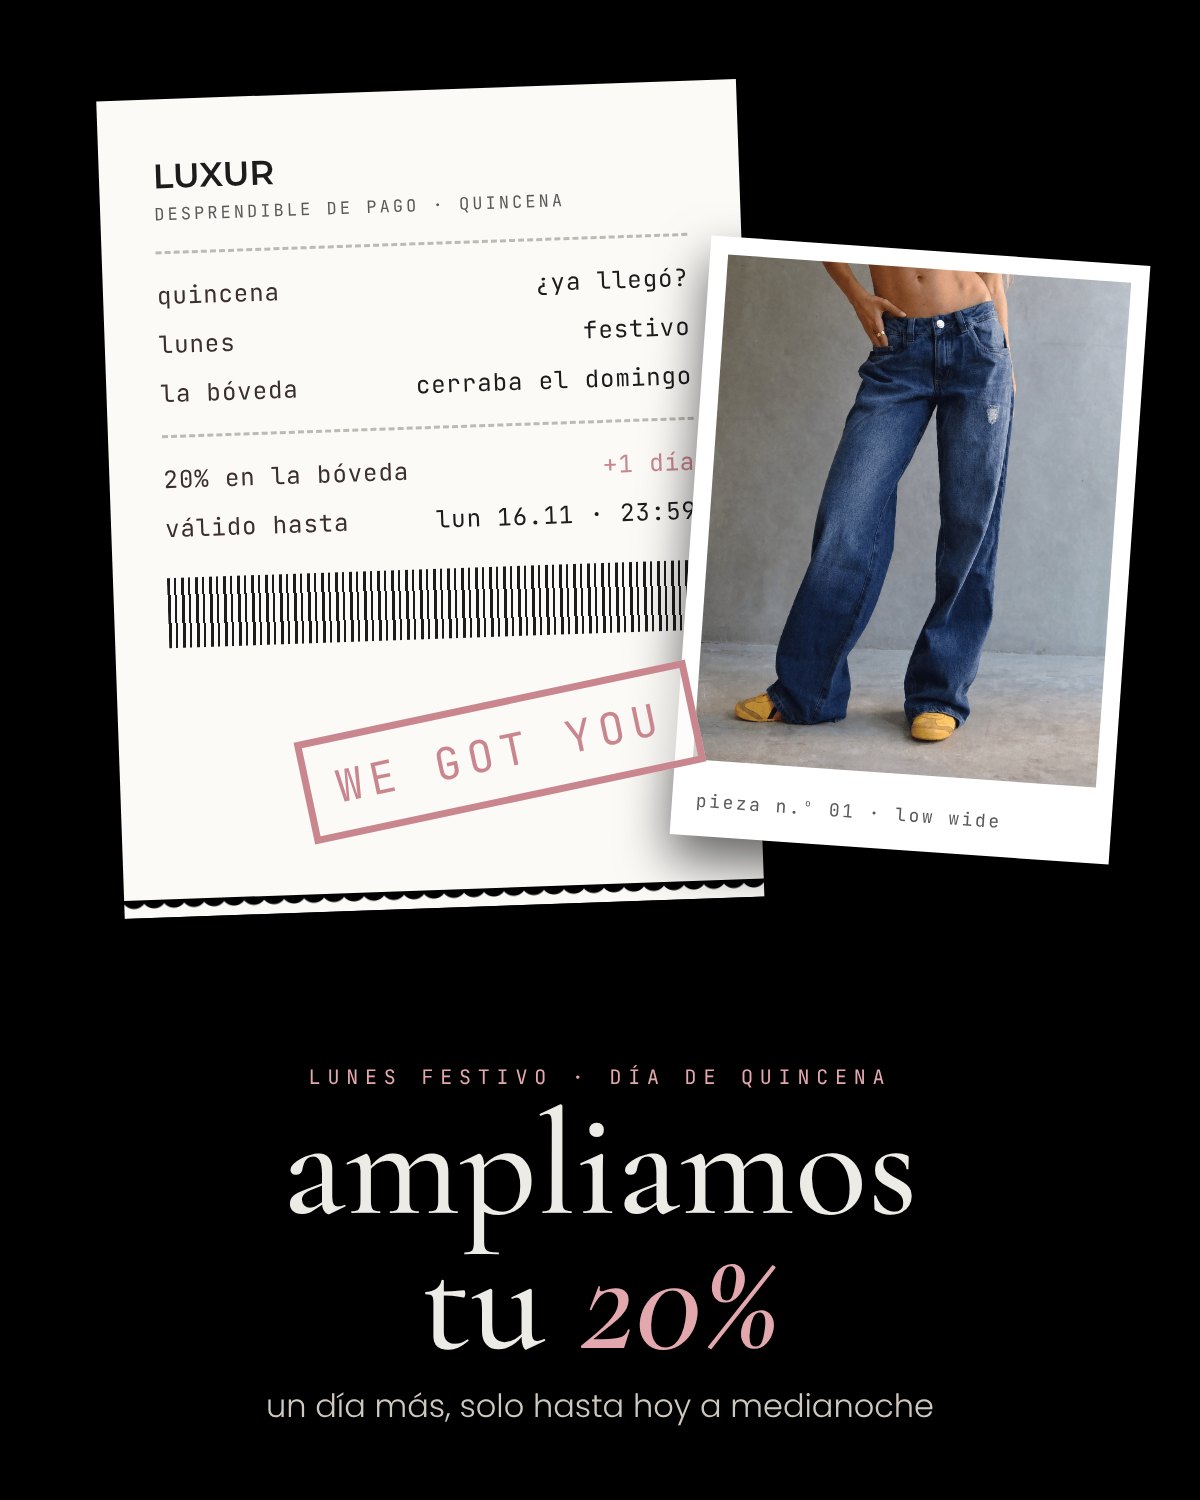 LUXUR
DESPRENDIBLE DE PAGO · QUINCENA
quincena ¿ya llegó?
lunes festivo
la bóveda cerraba el domingo
20% en la bóveda +1 día
válido hasta lun 16.11 · 23:59
WE GOT YOU
pieza n.º 01 · low wide
LUNES FESTIVO · DÍA DE QUINCENA
ampliamos
tu 20%
un día más, solo hasta hoy a medianoche